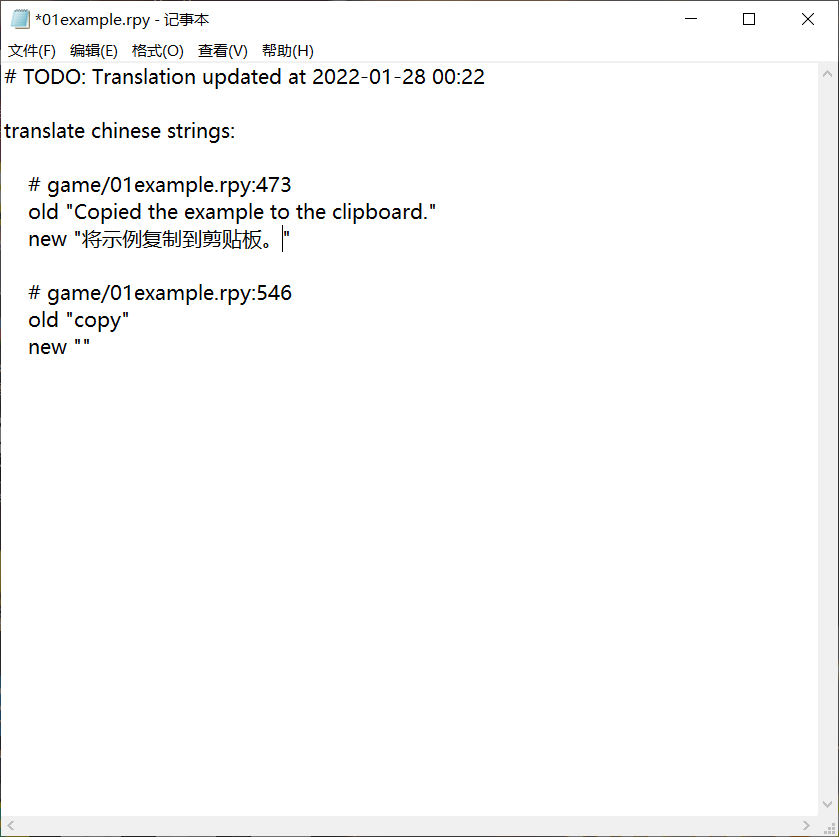 *01example.rpy - 记事本
文件(F) 编辑(E) 格式(O) 查看(V) 帮助(H)
# TODO: Translation updated at 2022-01-28 00:22
translate chinese strings:
# game/01example.rpy:473
old "Copied the example to the clipboard."
new "将示例复制到剪贴板。"
# game/01example.rpy:546
old "copy"
new ""